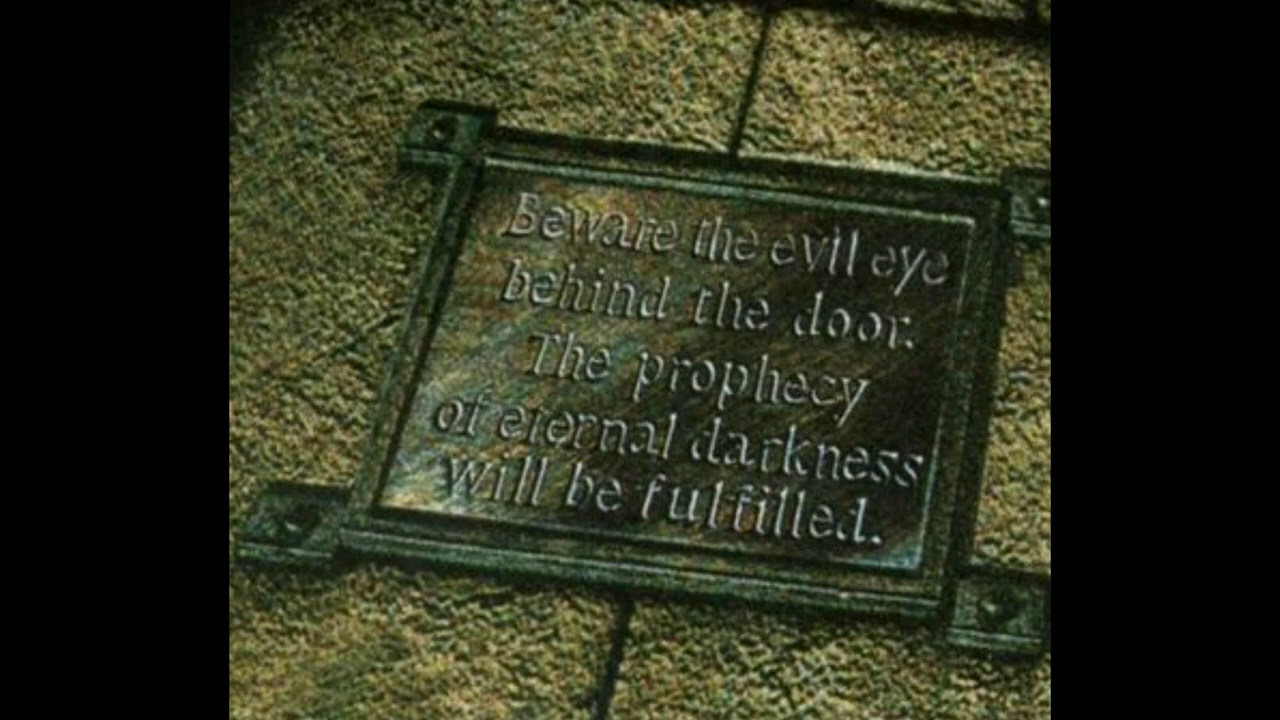 Beware the evil eye
behind the door.
The prophecy
of eternal darkness
will be fulfilled.